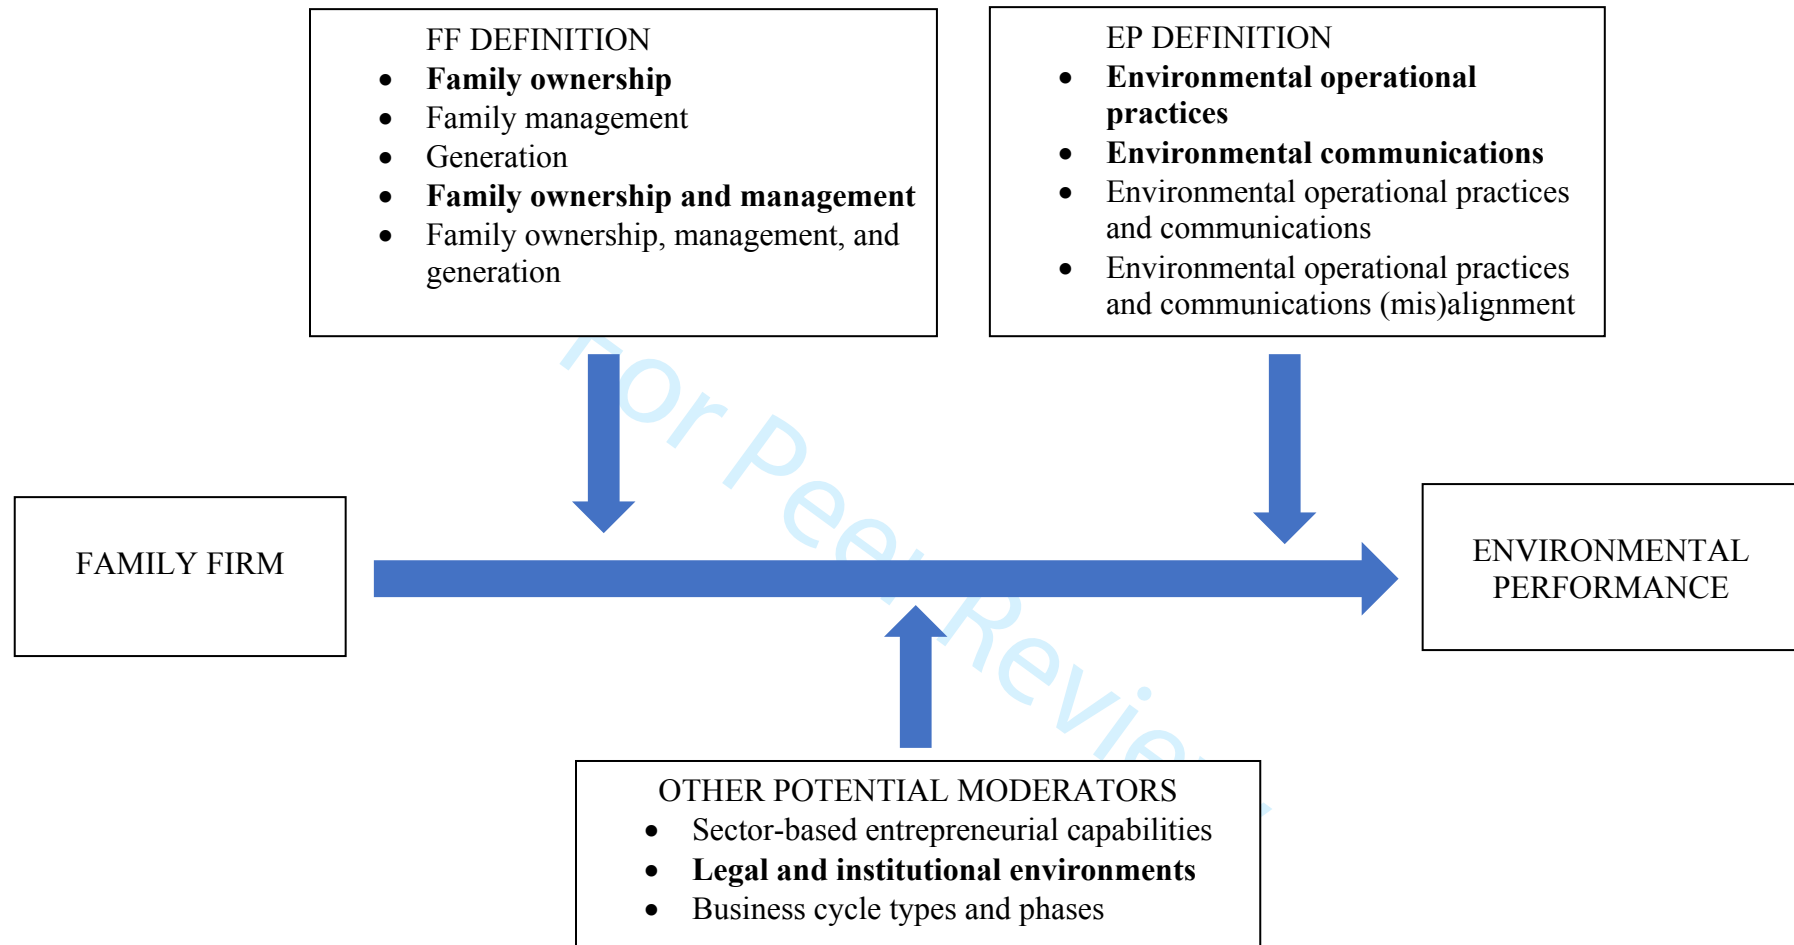 FF DEFINITION
• Family ownership
• Family management
• Generation
• Family ownership and management
• Family ownership, management, and
generation
EP DEFINITION
• Environmental operational
practices
• Environmental communications
• Environmental operational practices
and communications
• Environmental operational practices
and communications (mis)alignment
For Peer Review
FAMILY FIRM
ENVIRONMENTAL
PERFORMANCE
OTHER POTENTIAL MODERATORS
• Sector-based entrepreneurial capabilities
• Legal and institutional environments
• Business cycle types and phases